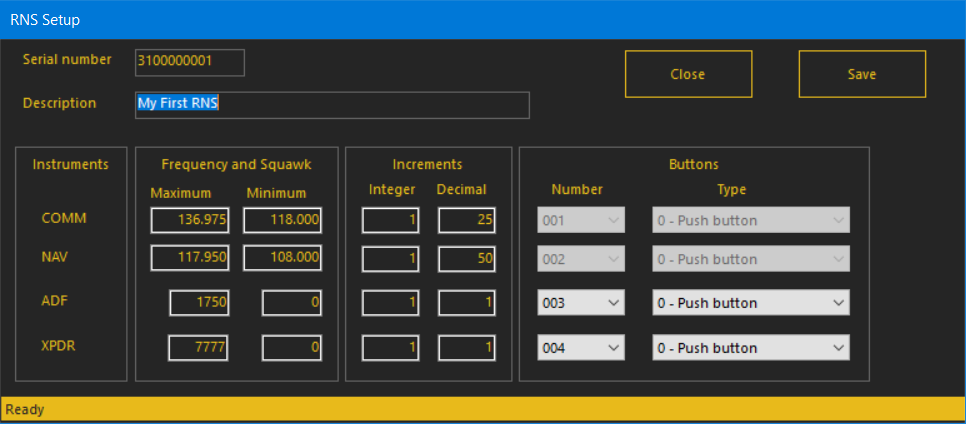 RNS Setup
Serial number 3100000001 Close Save
Description My First RNS
Instruments Frequency and Squawk Increments Buttons
Maximum Minimum Integer Decimal Number Type
COMM 136.975 118.000 1 25 001 0 - Push button
NAV 117.950 108.000 1 50 002 0 - Push button
ADF 1750 0 1 1 003 0 - Push button
XPDR 7777 0 1 1 004 0 - Push button
Ready